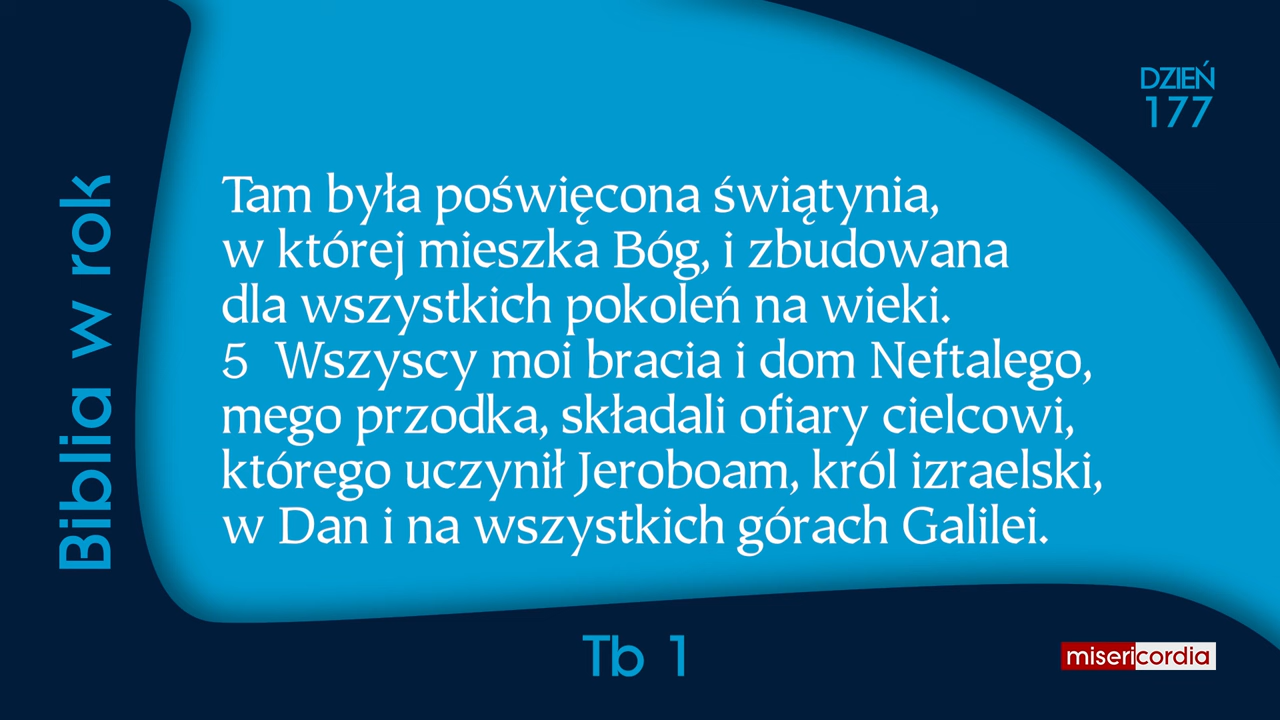 DZIEŃ
177
Biblia w rok
Tam była poświęcona świątynia,
w której mieszka Bóg, i zbudowana
dla wszystkich pokoleń na wieki.
5 Wszyscy moi bracia i dom Neftalego,
mego przodka, składali ofiary cielcowi,
którego uczynił Jeroboam, król izraelski,
w Dan i na wszystkich górach Galilei.
Tb 1
misericordia